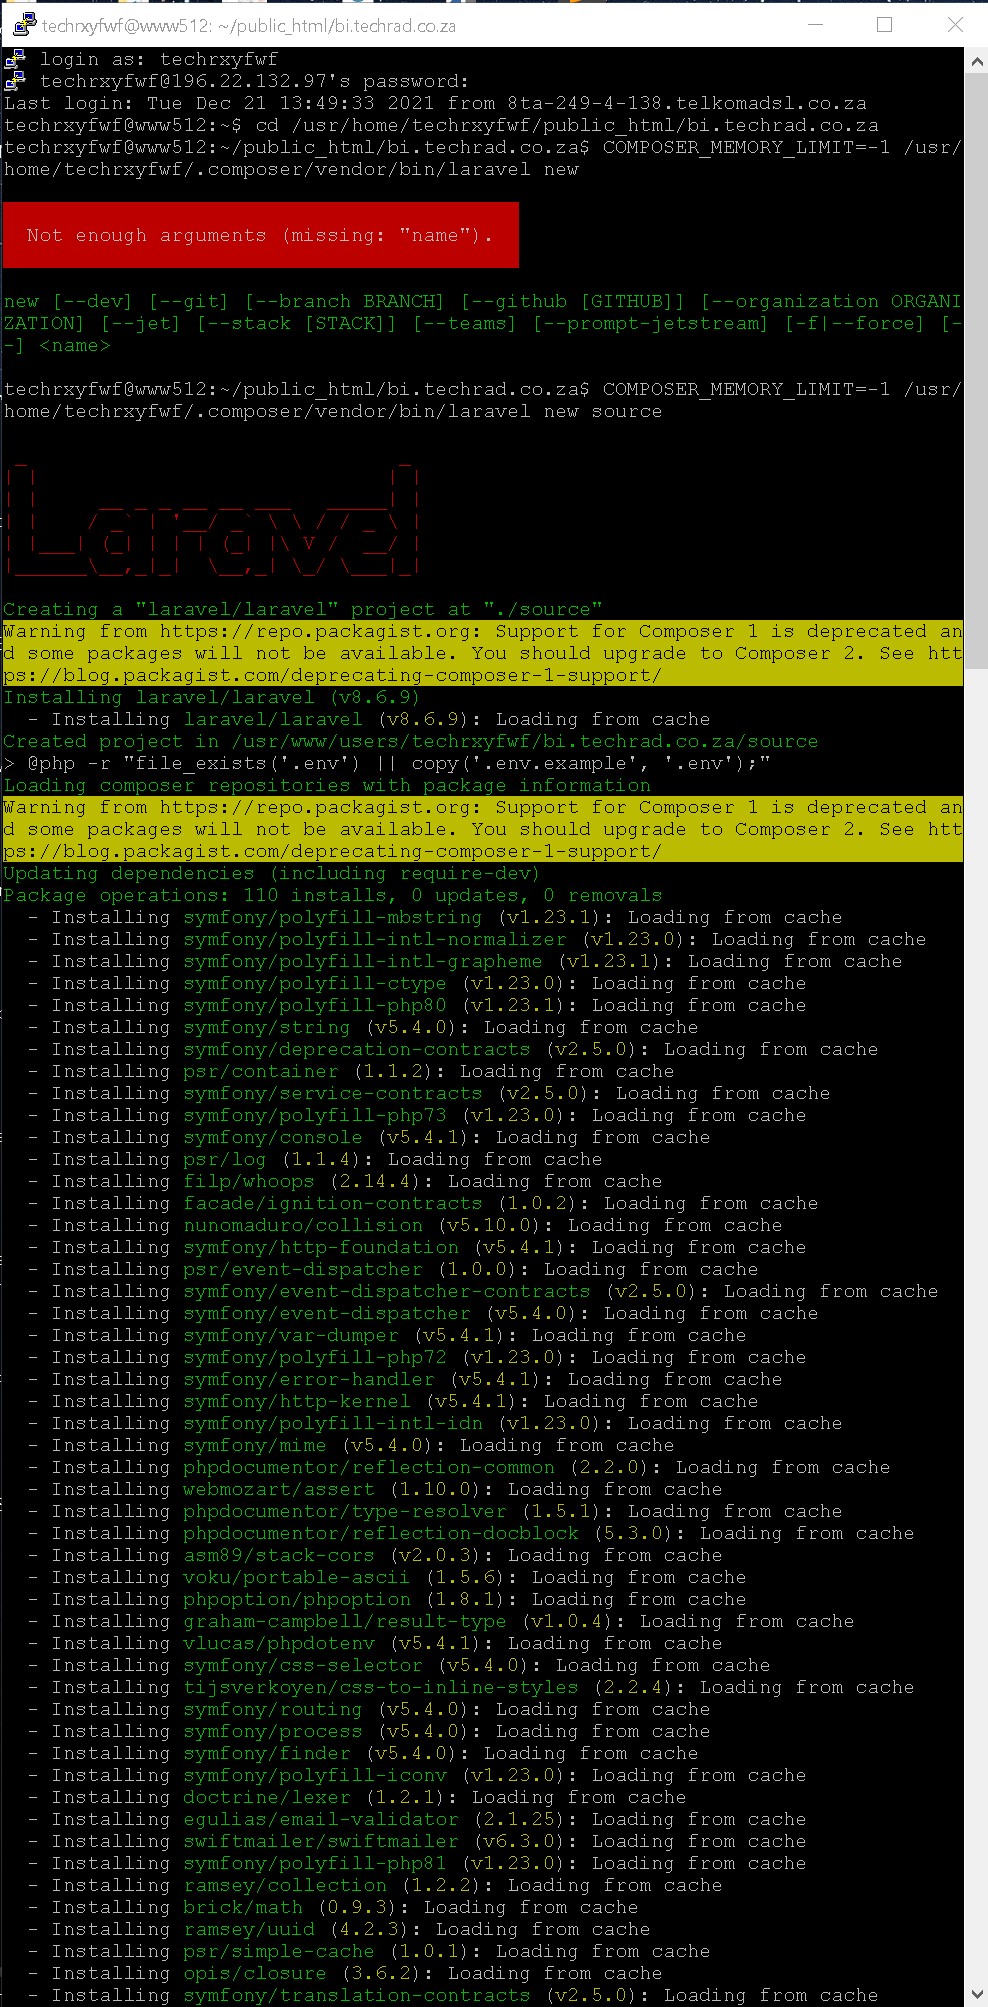 techrxyfwf@www512: ~/public_html/bi.techrad.co.za
login as: techrxyfwf
techrxyfwf@196.22.132.97's password:
Last login: Tue Dec 21 13:49:33 2021 from 8ta-249-4-138.telkomadsl.co.za
techrxyfwf@www512:~$ cd /usr/home/techrxyfwf/public_html/bi.techrad.co.za
techrxyfwf@www512:~/public_html/bi.techrad.co.za$ COMPOSER_MEMORY_LIMIT=-1 /usr/
home/techrxyfwf/.composer/vendor/bin/laravel new
Not enough arguments (missing: "name").
new [--dev] [--git] [--branch BRANCH] [--github [GITHUB]] [--organization ORGANI
ZATION] [--jet] [--stack [STACK]] [--teams] [--prompt-jetstream] [-f|--force] [-
-] <name>
techrxyfwf@www512:~/public_html/bi.techrad.co.za$ COMPOSER_MEMORY_LIMIT=-1 /usr/
home/techrxyfwf/.composer/vendor/bin/laravel new source
Laravel
Creating a "laravel/laravel" project at "./source"
Warning from https://repo.packagist.org: Support for Composer 1 is deprecated an
d some packages will not be available. You should upgrade to Composer 2. See htt
ps://blog.packagist.com/deprecating-composer-1-support/
Installing laravel/laravel (v8.6.9)
- Installing laravel/laravel (v8.6.9): Loading from cache
Created project in /usr/www/users/techrxyfwf/bi.techrad.co.za/source
> @php -r "file_exists('.env') || copy('.env.example', '.env');"
Loading composer repositories with package information
Warning from https://repo.packagist.org: Support for Composer 1 is deprecated an
d some packages will not be available. You should upgrade to Composer 2. See htt
ps://blog.packagist.com/deprecating-composer-1-support/
Updating dependencies (including require-dev)
Package operations: 110 installs, 0 updates, 0 removals
- Installing symfony/polyfill-mbstring (v1.23.1): Loading from cache
- Installing symfony/polyfill-intl-normalizer (v1.23.0): Loading from cache
- Installing symfony/polyfill-intl-grapheme (v1.23.1): Loading from cache
- Installing symfony/polyfill-ctype (v1.23.0): Loading from cache
- Installing symfony/polyfill-php80 (v1.23.1): Loading from cache
- Installing symfony/string (v5.4.0): Loading from cache
- Installing symfony/deprecation-contracts (v2.5.0): Loading from cache
- Installing psr/container (1.1.2): Loading from cache
- Installing symfony/service-contracts (v2.5.0): Loading from cache
- Installing symfony/polyfill-php73 (v1.23.0): Loading from cache
- Installing symfony/console (v5.4.1): Loading from cache
- Installing psr/log (1.1.4): Loading from cache
- Installing filp/whoops (2.14.4): Loading from cache
- Installing facade/ignition-contracts (1.0.2): Loading from cache
- Installing nunomaduro/collision (v5.10.0): Loading from cache
- Installing symfony/http-foundation (v5.4.1): Loading from cache
- Installing psr/event-dispatcher (1.0.0): Loading from cache
- Installing symfony/event-dispatcher-contracts (v2.5.0): Loading from cache
- Installing symfony/event-dispatcher (v5.4.0): Loading from cache
- Installing symfony/var-dumper (v5.4.1): Loading from cache
- Installing symfony/polyfill-php72 (v1.23.0): Loading from cache
- Installing symfony/error-handler (v5.4.1): Loading from cache
- Installing symfony/http-kernel (v5.4.1): Loading from cache
- Installing symfony/polyfill-intl-idn (v1.23.0): Loading from cache
- Installing symfony/mime (v5.4.0): Loading from cache
- Installing phpdocumentor/reflection-common (2.2.0): Loading from cache
- Installing webmozart/assert (1.10.0): Loading from cache
- Installing phpdocumentor/type-resolver (1.5.1): Loading from cache
- Installing phpdocumentor/reflection-docblock (5.3.0): Loading from cache
- Installing asm89/stack-cors (v2.0.3): Loading from cache
- Installing voku/portable-ascii (1.5.6): Loading from cache
- Installing phpoption/phpoption (1.8.1): Loading from cache
- Installing graham-campbell/result-type (v1.0.4): Loading from cache
- Installing vlucas/phpdotenv (v5.4.1): Loading from cache
- Installing symfony/css-selector (v5.4.0): Loading from cache
- Installing tijsverkoyen/css-to-inline-styles (2.2.4): Loading from cache
- Installing symfony/routing (v5.4.0): Loading from cache
- Installing symfony/process (v5.4.0): Loading from cache
- Installing symfony/finder (v5.4.0): Loading from cache
- Installing symfony/polyfill-iconv (v1.23.0): Loading from cache
- Installing doctrine/lexer (1.2.1): Loading from cache
- Installing egulias/email-validator (2.1.25): Loading from cache
- Installing swiftmailer/swiftmailer (v6.3.0): Loading from cache
- Installing symfony/polyfill-php81 (v1.23.0): Loading from cache
- Installing ramsey/collection (1.2.2): Loading from cache
- Installing brick/math (0.9.3): Loading from cache
- Installing ramsey/uuid (4.2.3): Loading from cache
- Installing psr/simple-cache (1.0.1): Loading from cache
- Installing opis/closure (3.6.2): Loading from cache
- Installing symfony/translation-contracts (v2.5.0): Loading from cache